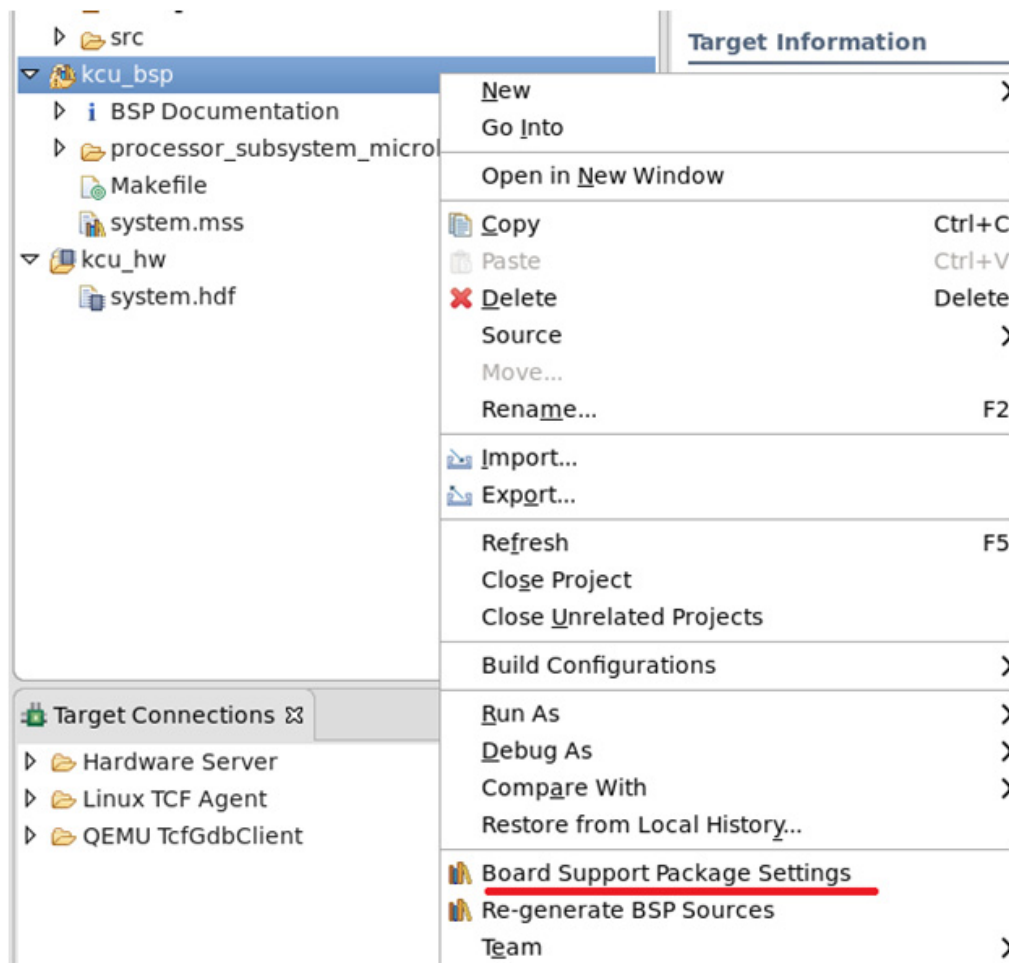 src
Target Information
kcu_bsp
BSP Documentation
processor_subsystem_microl
Makefile
system.mss
kcu_hw
system.hdf
New
Go Into
Open in New Window
Copy Ctrl+C
Paste Ctrl+V
Delete Delete
Source
Move...
Rename... F2
Import...
Export...
Refresh F5
Close Project
Close Unrelated Projects
Build Configurations
Run As
Debug As
Compare With
Restore from Local History...
Board Support Package Settings
Re-generate BSP Sources
Team
Target Connections
Hardware Server
Linux TCF Agent
QEMU TcfGdbClient